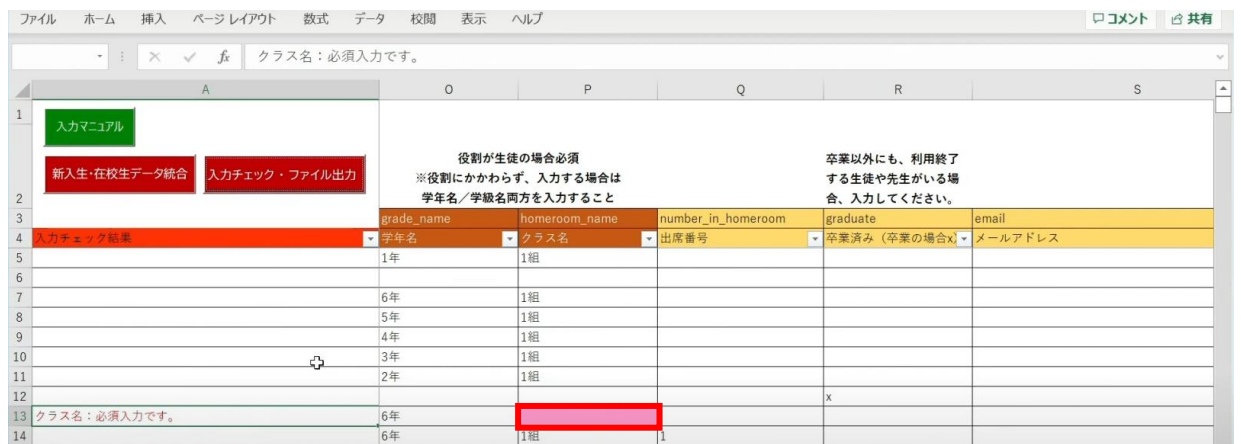 ファイル ホーム 挿入 ページ レイアウト 数式 データ 校閲 表示 ヘルプ コメント 共有
fx クラス名：必須入力です。
A O P Q R S
1
入力マニュアル
新入生・在校生データ統合 入力チェック・ファイル出力
役割が生徒の場合必須
※役割にかかわらず、入力する場合は
学年名／学級名両方を入力すること
卒業以外にも、利用終了
する生徒や先生がいる場
合、入力してください。
2
3 grade_name homeroom_name number_in_homeroom graduate email
4 入力チェック結果 学年名 クラス名 出席番号 卒業済み（卒業の場合x） メールアドレス
5 1年 1組
6
7 6年 1組
8 5年 1組
9 4年 1組
10 3年 1組
11 2年 1組
12 x
13 クラス名：必須入力です。 6年
14 6年 1組 1